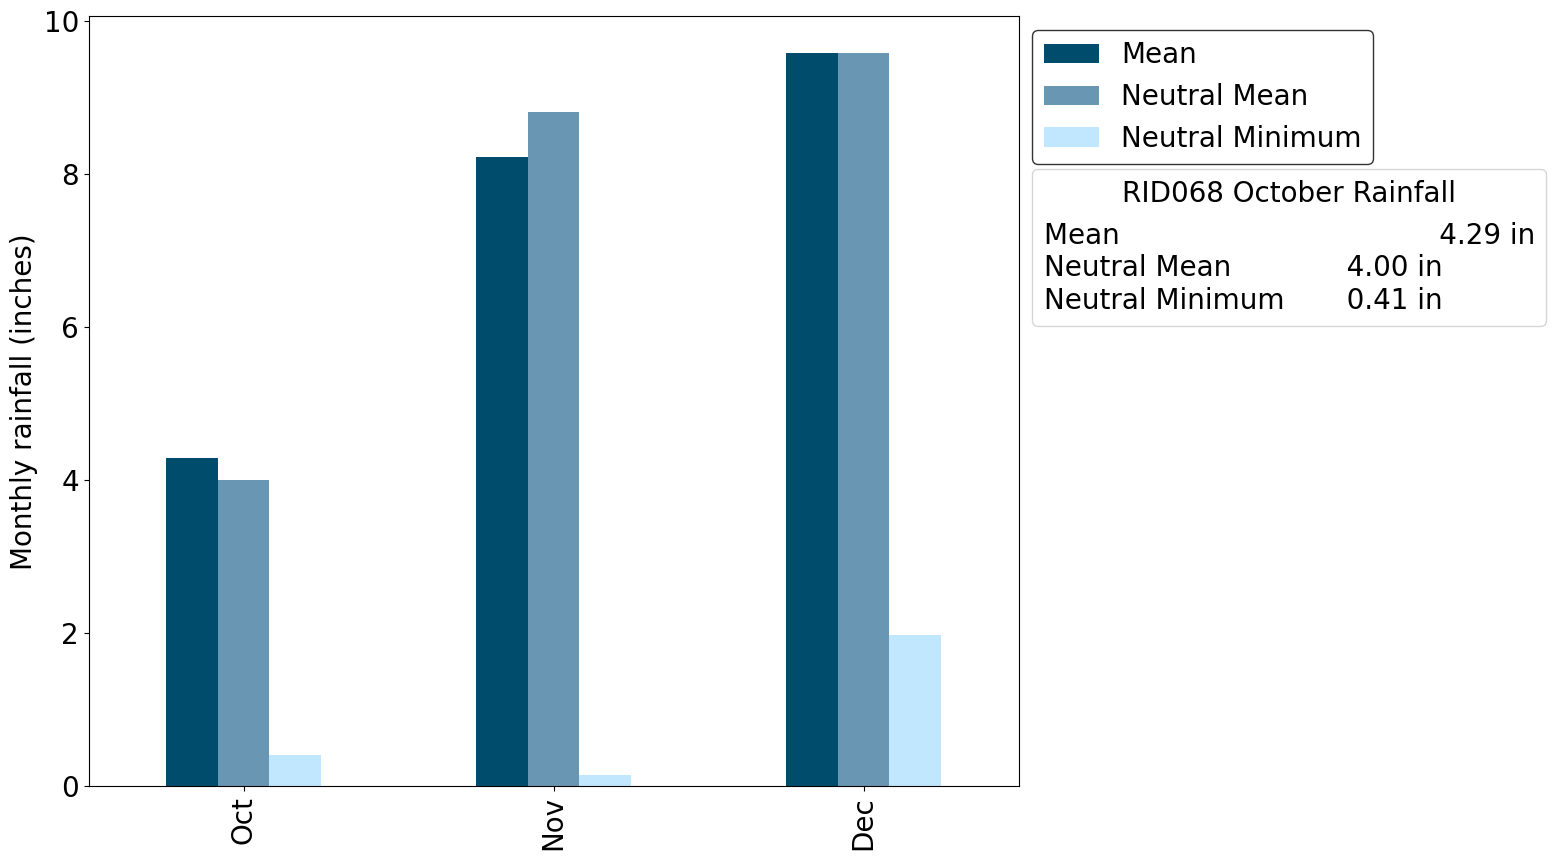 10
8
6
4
2
0
Monthly rainfall (inches)
Oct
Nov
Dec
Mean
Neutral Mean
Neutral Minimum
RID068 October Rainfall
Mean 4.29 in
Neutral Mean 4.00 in
Neutral Minimum 0.41 in